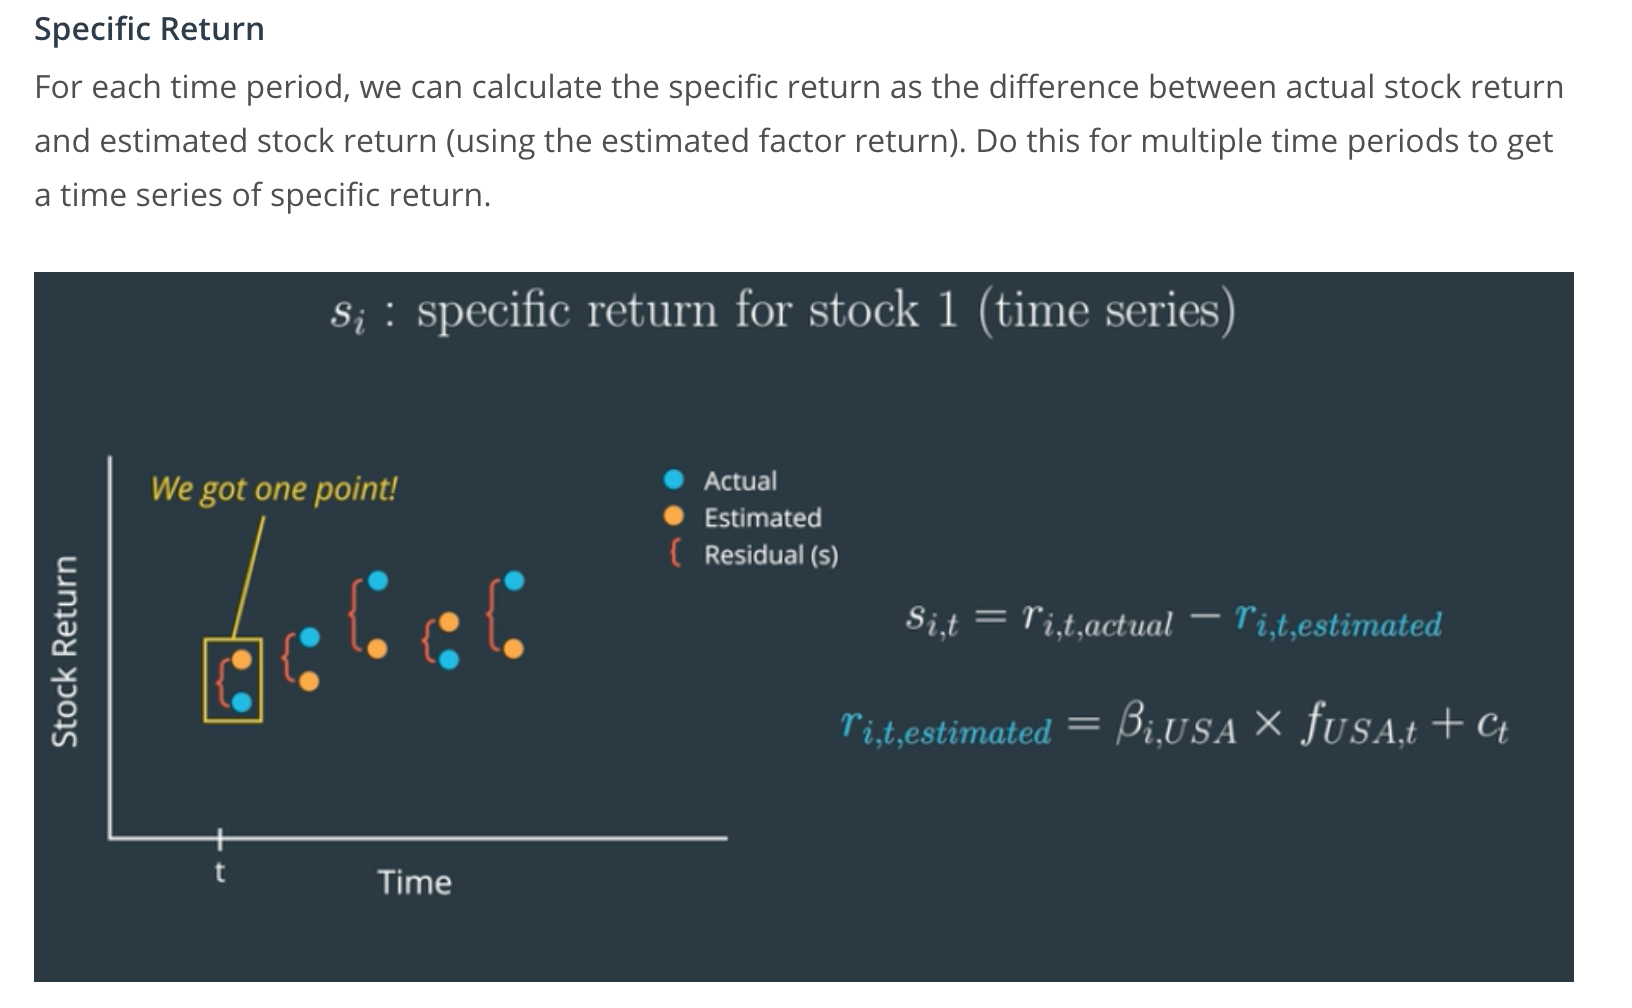 Specific Return
For each time period, we can calculate the specific return as the difference between actual stock return
and estimated stock return (using the estimated factor return). Do this for multiple time periods to get
a time series of specific return.
s_i : specific return for stock 1 (time series)
We got one point!
Actual
Estimated
{ Residual (s)
Stock Return
s_{i,t} = r_{i,t,actual} − r_{i,t,estimated}
r_{i,t,estimated} = β_{i,USA} × f_{USA,t} + c_t
t
Time